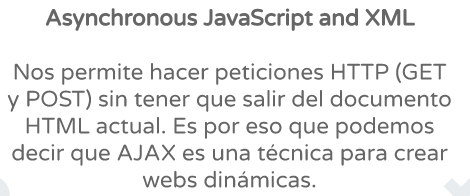 Asynchronous JavaScript and XML
Nos permite hacer peticiones HTTP (GET
y POST) sin tener que salir del documento
HTML actual. Es por eso que podemos
decir que AJAX es una técnica para crear
webs dinámicas.